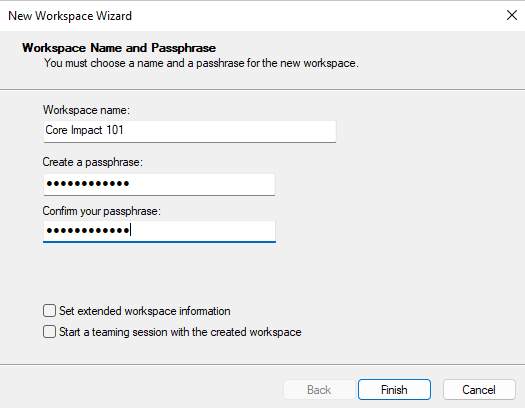 New Workspace Wizard
Workspace Name and Passphrase
You must choose a name and a passhrase for the new workspace.
Workspace name:
Core Impact 101
Create a passphrase:
●●●●●●●●●●●●
Confirm your passphrase:
●●●●●●●●●●●●
Set extended workspace information
Start a teaming session with the created workspace
Back Finish Cancel